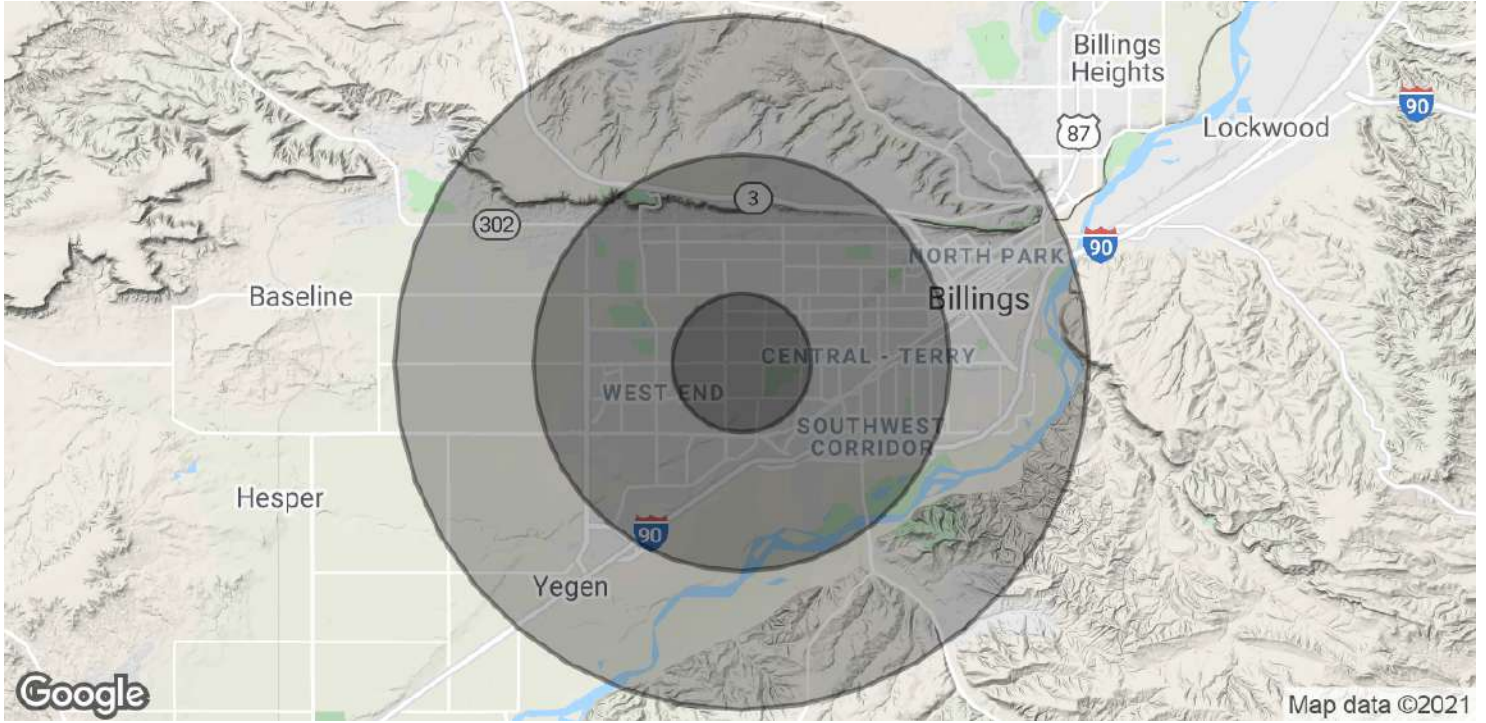 Billings
Heights
90
87
Lockwood
3
302
NORTH PARK
90
Baseline
Billings
CENTRAL - TERRY
WEST END
SOUTHWEST
CORRIDOR
Hesper
90
Yegen
Google
Map data ©2021